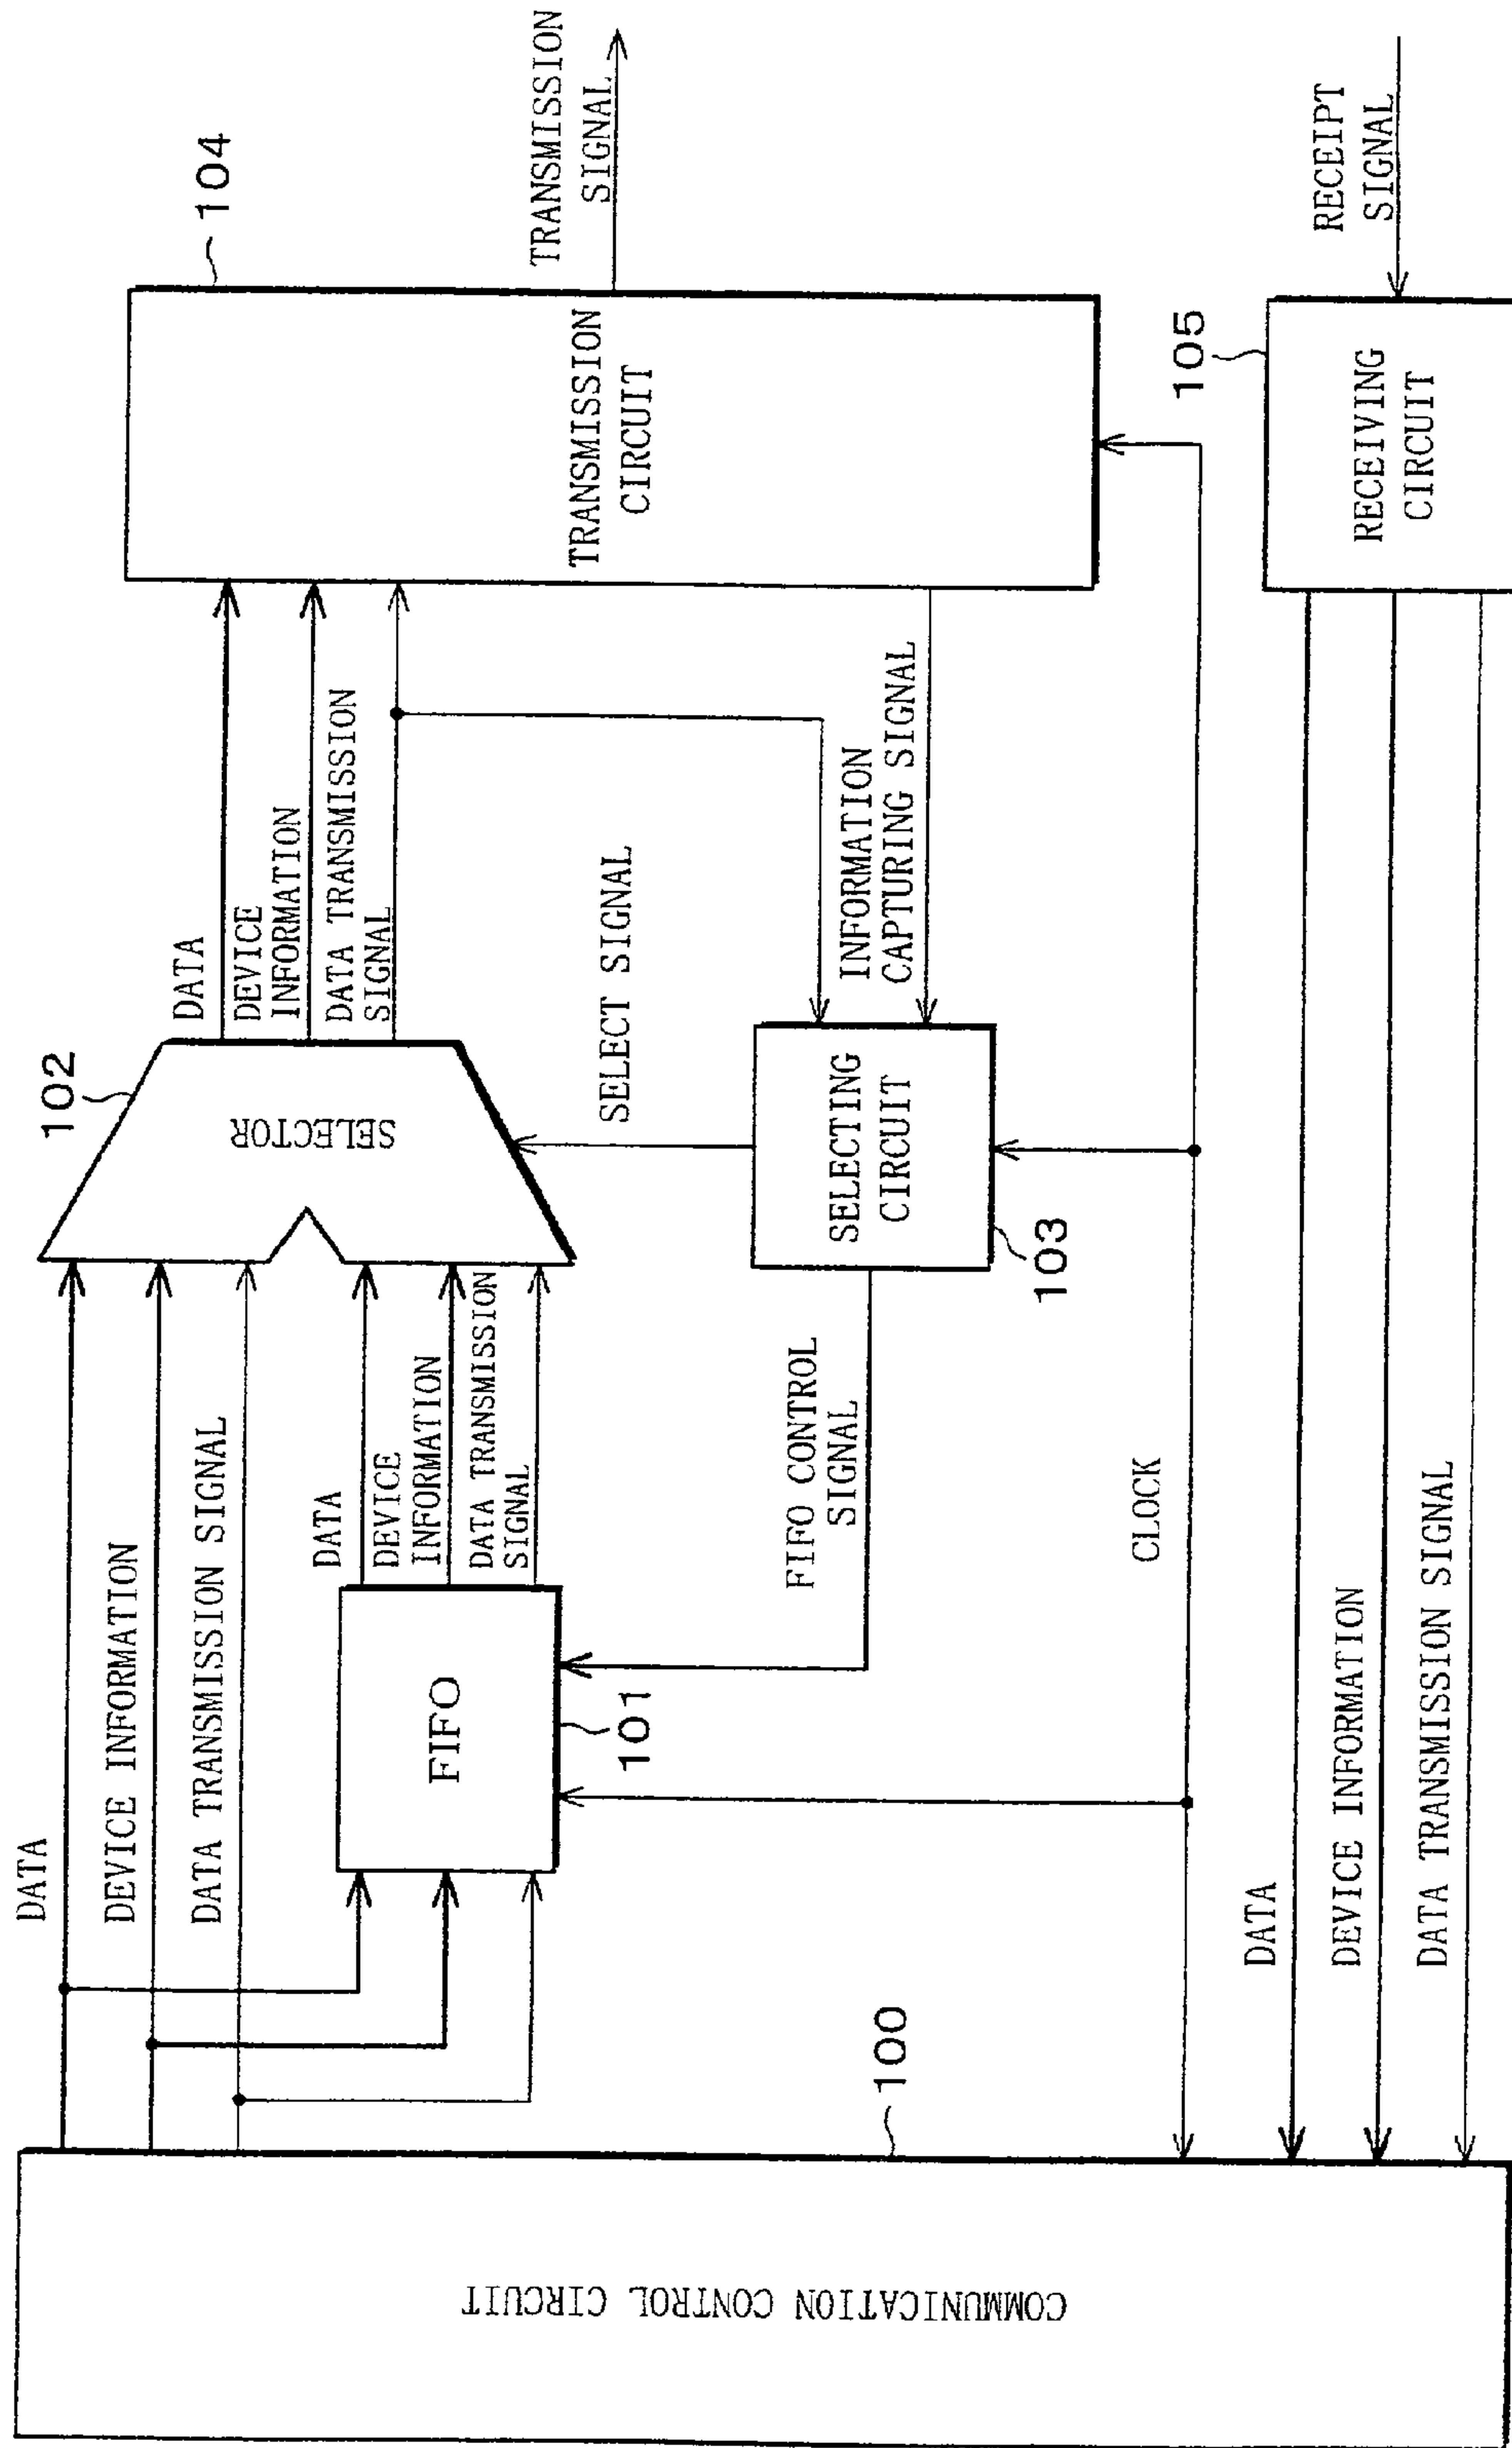 COMMUNICATION CONTROL CIRCUIT
100
DATA
DEVICE INFORMATION
DATA TRANSMISSION SIGNAL
FIFO
101
DATA
DEVICE
INFORMATION
DATA TRANSMISSION
SIGNAL
SELECTOR
102
DATA
DEVICE
INFORMATION
DATA TRANSMISSION
SIGNAL
SELECT SIGNAL
SELECTING
CIRCUIT
103
FIFO CONTROL
SIGNAL
INFORMATION
CAPTURING SIGNAL
CLOCK
TRANSMISSION
CIRCUIT
104
TRANSMISSION
SIGNAL
RECEIPT
SIGNAL
RECEIVING
CIRCUIT
105
DATA
DEVICE INFORMATION
DATA TRANSMISSION SIGNAL